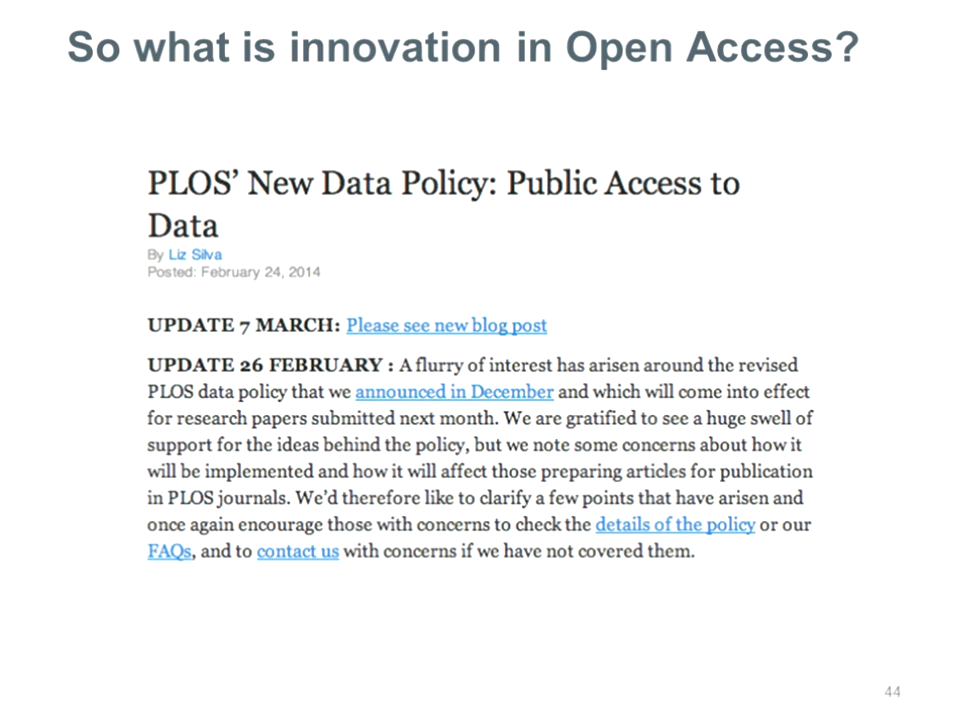 So what is innovation in Open Access?
PLOS’ New Data Policy: Public Access to
Data
By Liz Silva
Posted: February 24, 2014
UPDATE 7 MARCH: Please see new blog post
UPDATE 26 FEBRUARY : A flurry of interest has arisen around the revised
PLOS data policy that we announced in December and which will come into effect
for research papers submitted next month. We are gratified to see a huge swell of
support for the ideas behind the policy, but we note some concerns about how it
will be implemented and how it will affect those preparing articles for publication
in PLOS journals. We’d therefore like to clarify a few points that have arisen and
once again encourage those with concerns to check the details of the policy or our
FAQs, and to contact us with concerns if we have not covered them.
44